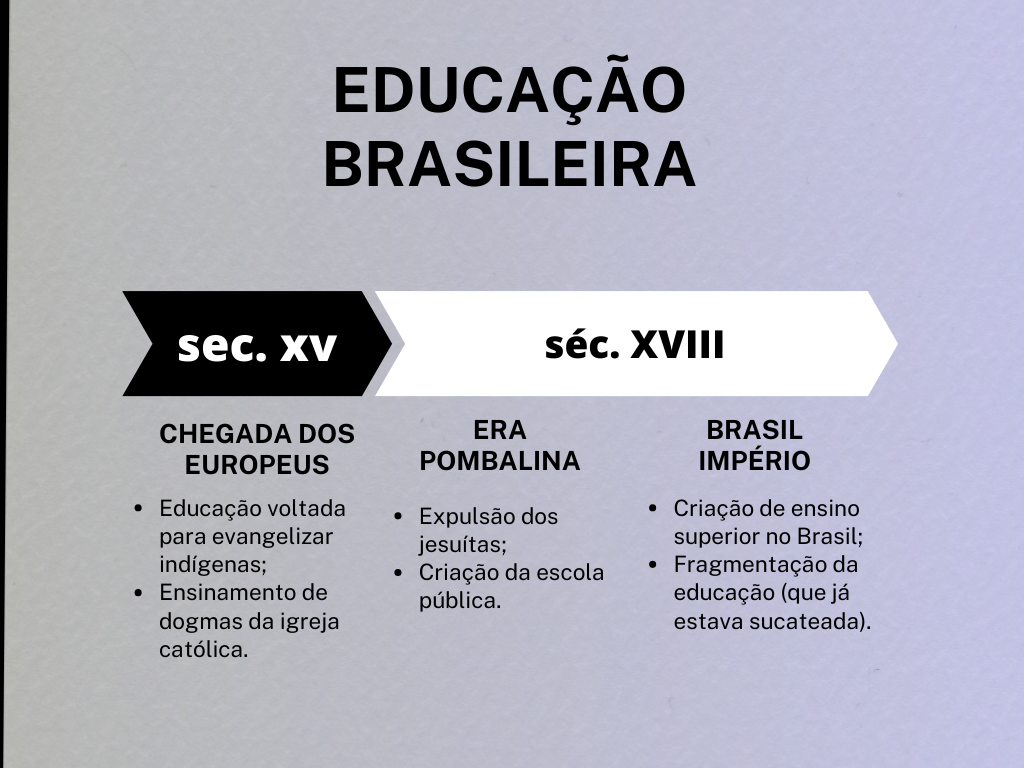 EDUCAÇÃO
BRASILEIRA
sec. xv
séc. XVIII
CHEGADA DOS
EUROPEUS
• Educação voltada
para evangelizar
indígenas;
• Ensinamento de
dogmas da igreja
católica.
ERA
POMBALINA
• Expulsão dos
jesuítas;
• Criação da escola
pública.
BRASIL
IMPÉRIO
• Criação de ensino
superior no Brasil;
• Fragmentação da
educação (que já
estava sucateada).